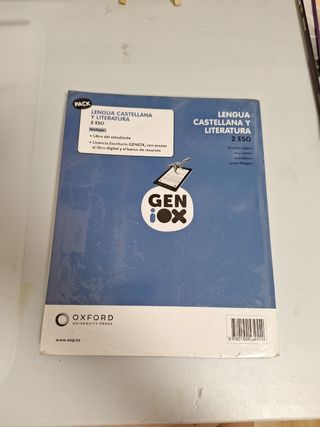 PACK
LENGUA CASTELLANA
Y LITERATURA
2 ESO
Incluye:
• Libro del estudiante
• Licencia Escritorio GENiOX, con acceso
al libro digital y el banco de recursos
LENGUA
CASTELLANA Y
LITERATURA
2 ESO
GEN
iOX
OXFORD
UNIVERSITY PRESS
www.oup.es